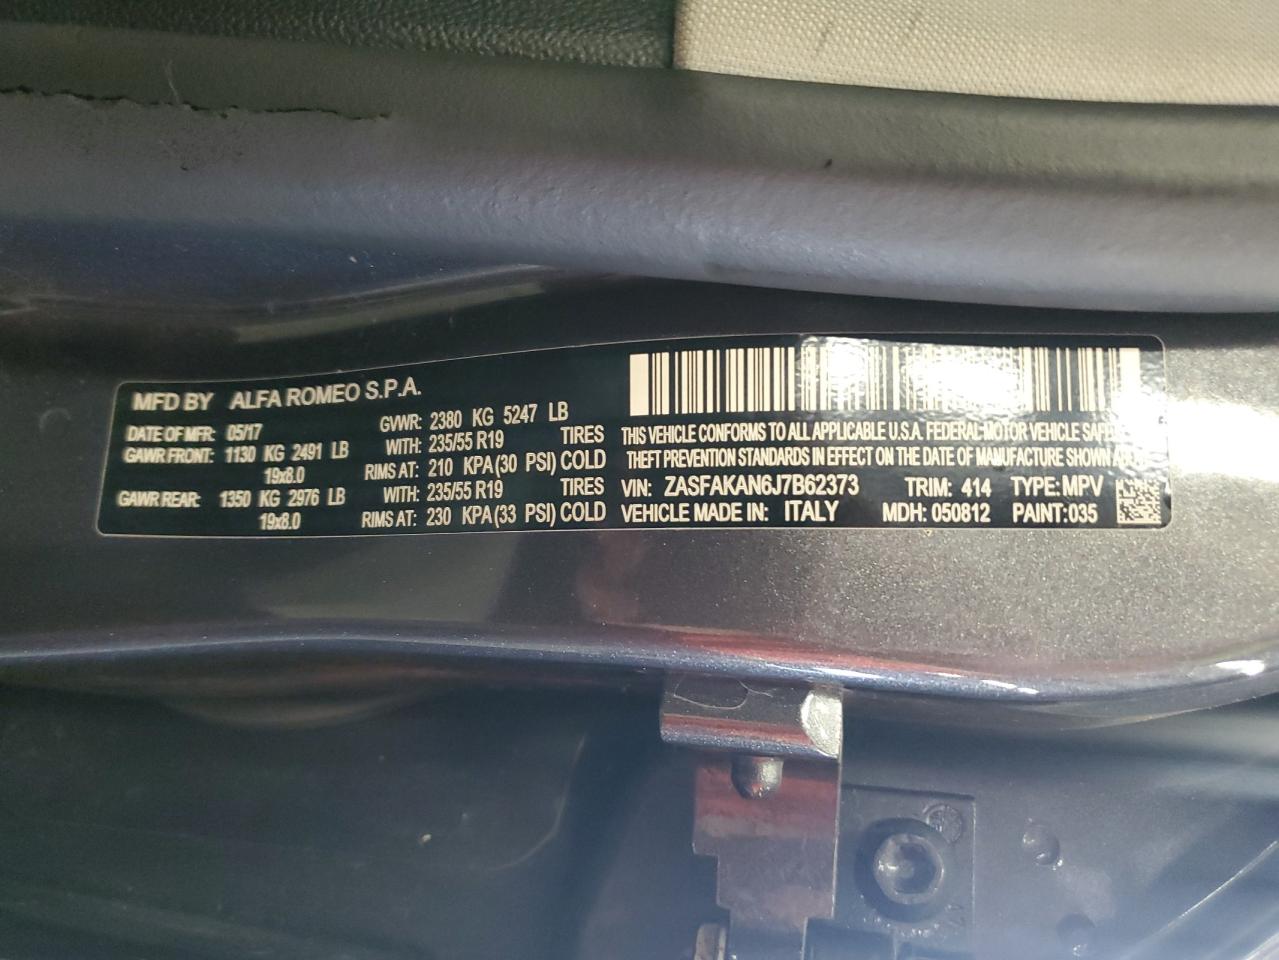 MFD BY ALFA ROMEO S.P.A.
DATE OF MFR: 05/17
GAWR FRONT: 1130 KG 2491 LB
19x8.0
GAWR REAR: 1350 KG 2976 LB
19x8.0
GVWR: 2380 KG 5247 LB
WITH: 235/55 R19 TIRES
RIMS AT: 210 KPA(30 PSI) COLD
WITH: 235/55 R19 TIRES
RIMS AT: 230 KPA(33 PSI) COLD
THIS VEHICLE CONFORMS TO ALL APPLICABLE U.S.A. FEDERAL MOTOR VEHICLE
THEFT PREVENTION STANDARDS IN EFFECT ON THE DATE OF MANUFACTURE SHOWN
VIN: ZASFAKAN6J7B62373 TRIM: 414 TYPE: MPV
VEHICLE MADE IN: ITALY MDH: 050812 PAINT: 035